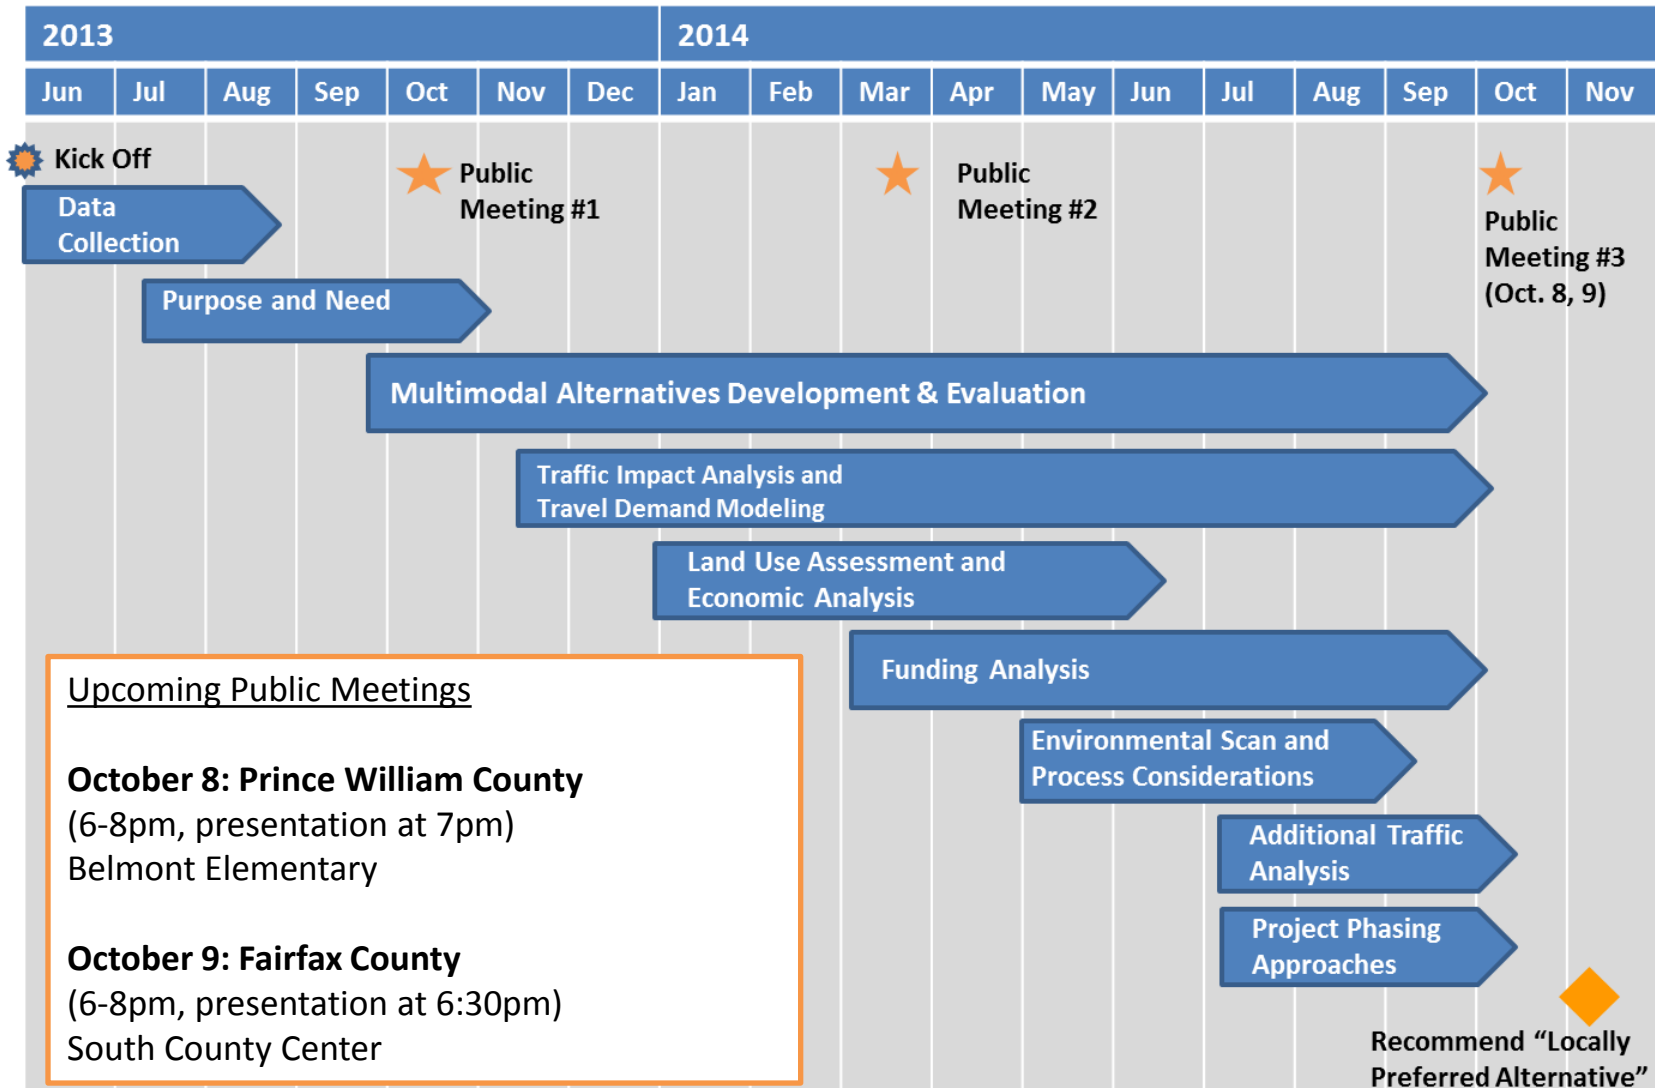 2013
2014
Jun Jul Aug Sep Oct Nov Dec Jan Feb Mar Apr May Jun Jul Aug Sep Oct Nov
Kick Off
Public
Meeting #1
Public
Meeting #2
Public
Meeting #3
(Oct. 8, 9)
Data
Collection
Purpose and Need
Multimodal Alternatives Development & Evaluation
Traffic Impact Analysis and
Travel Demand Modeling
Land Use Assessment and
Economic Analysis
Funding Analysis
Environmental Scan and
Process Considerations
Additional Traffic
Analysis
Project Phasing
Approaches
Recommend “Locally
Preferred Alternative”
Upcoming Public Meetings
October 8: Prince William County
(6-8pm, presentation at 7pm)
Belmont Elementary
October 9: Fairfax County
(6-8pm, presentation at 6:30pm)
South County Center